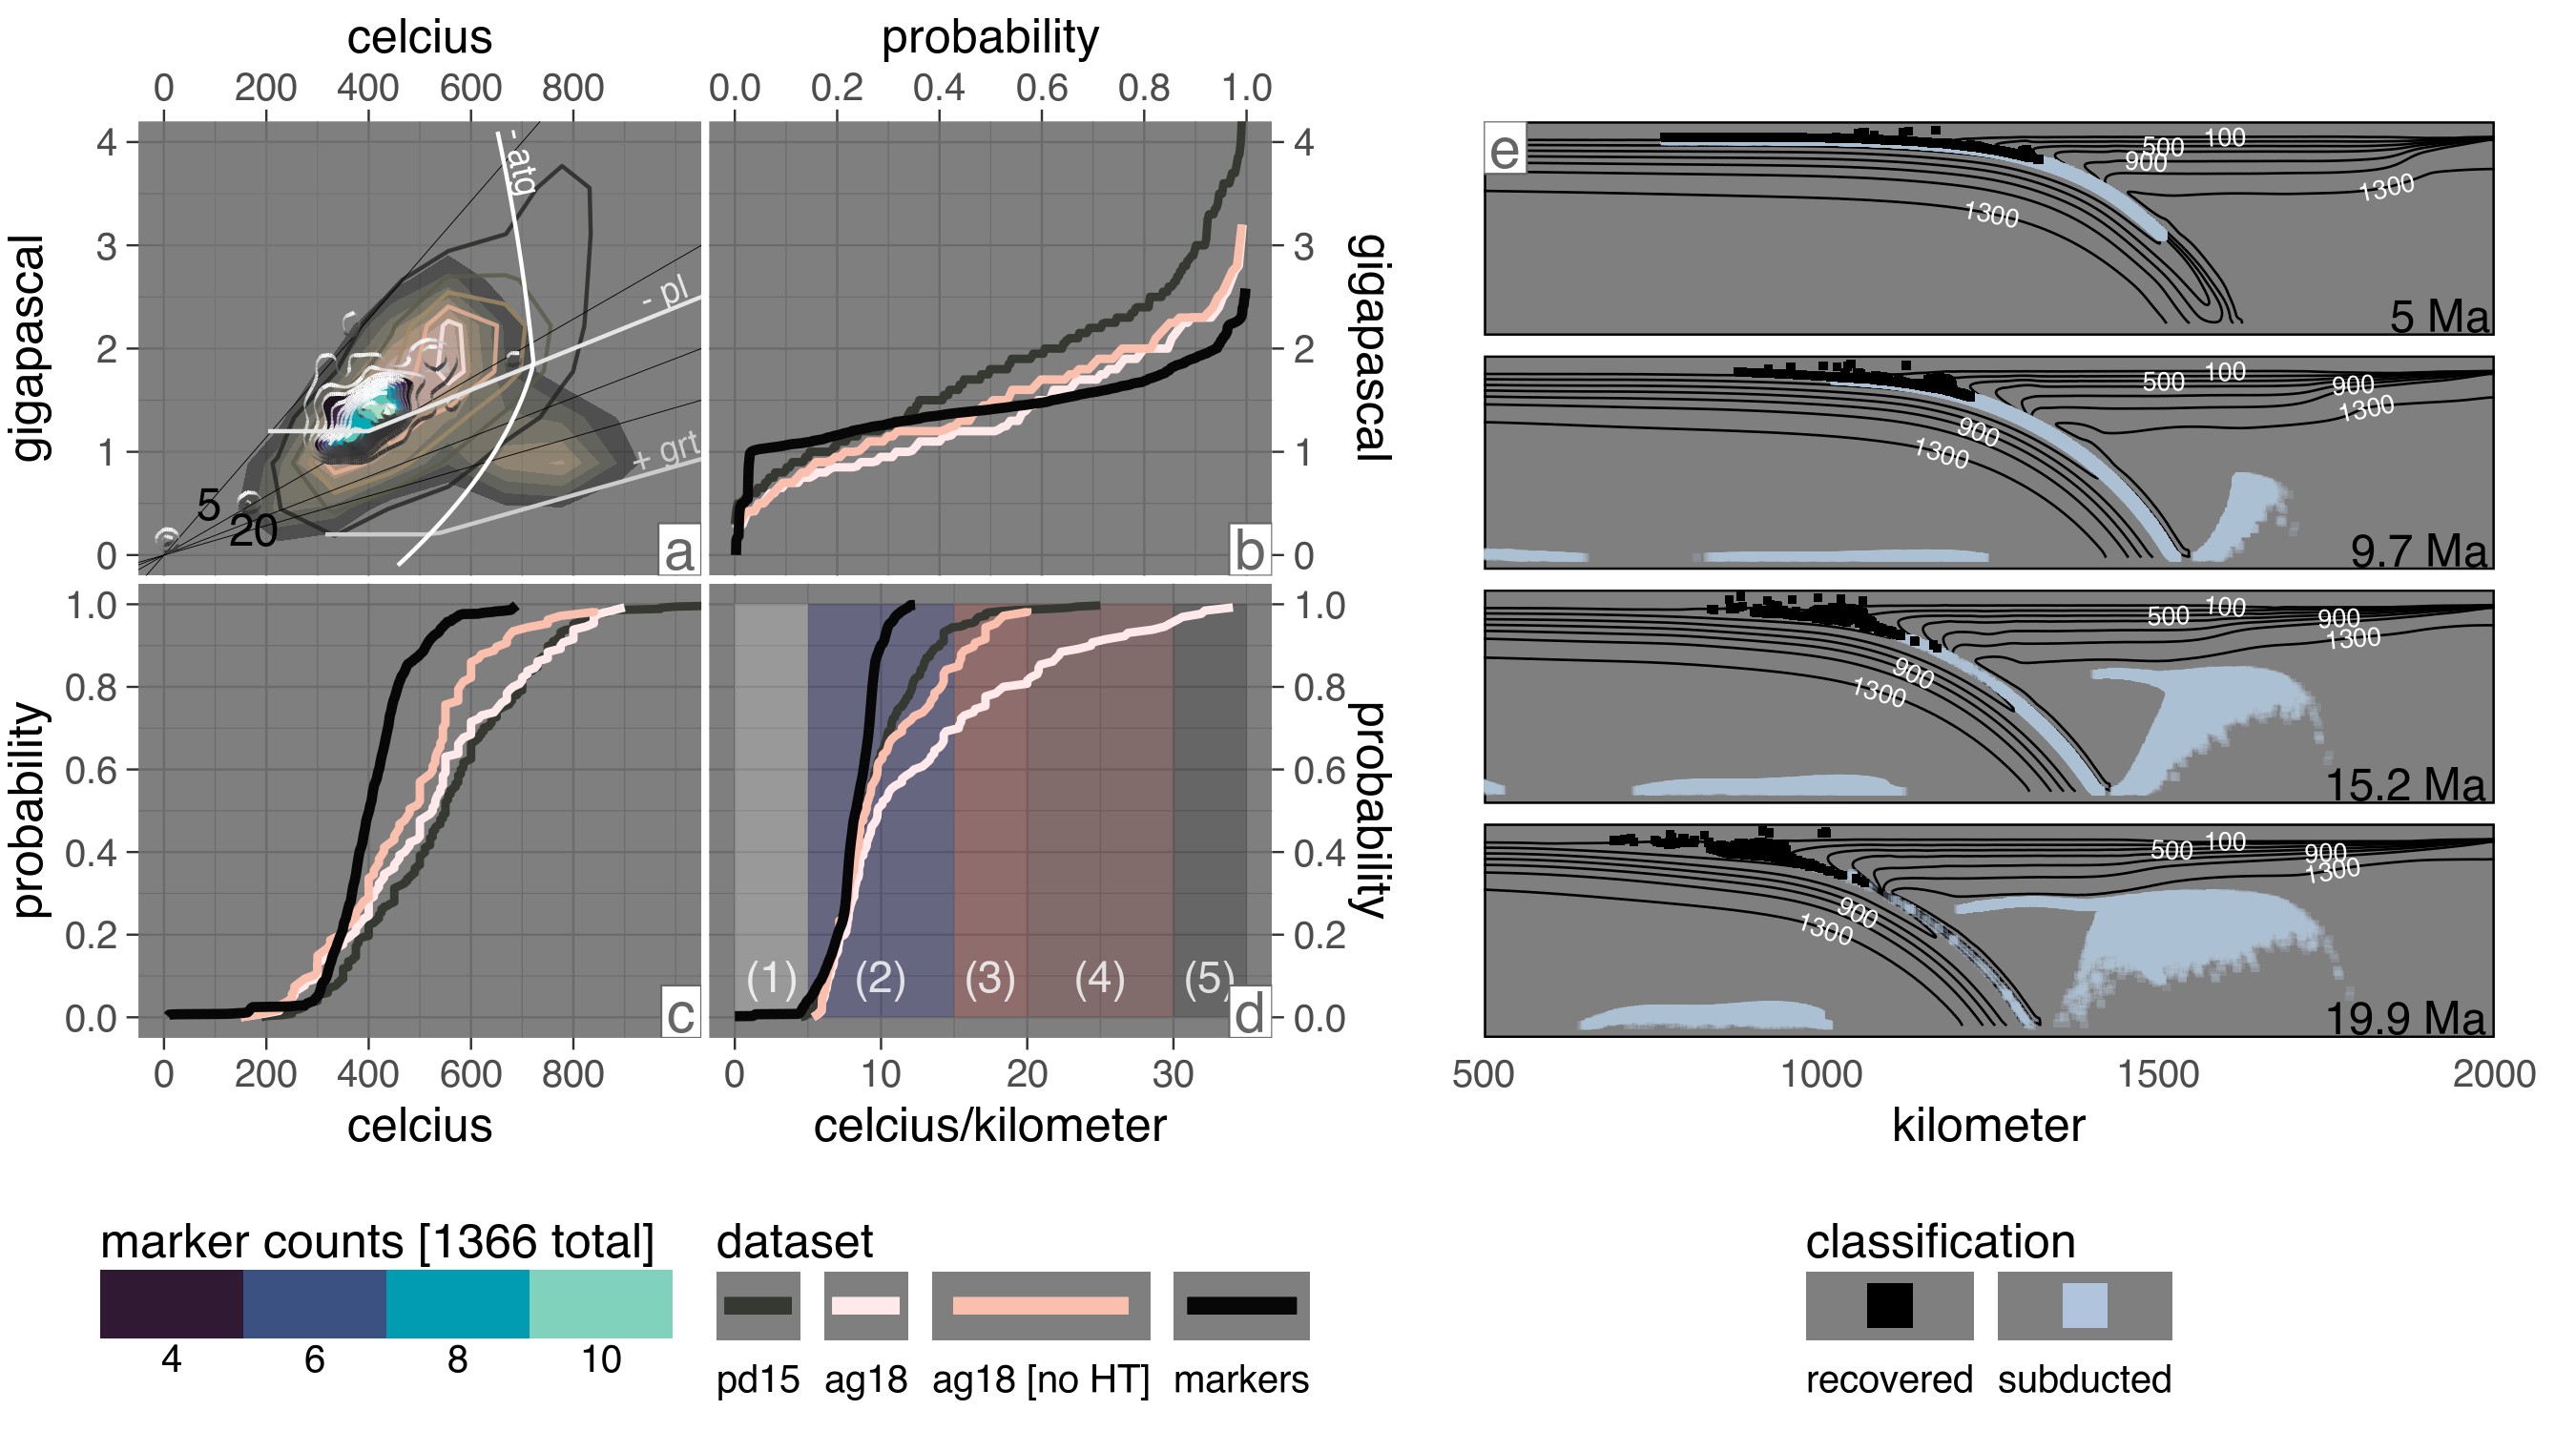 celcius
probability
0 200 400 600 800
0.0 0.2 0.4 0.6 0.8 1.0
gigapascal
4
3
2
1
0
- atg
- pl
+ grt
5
20
a
b
4
3
2
1
0
gigapascal
probability
1.0
0.8
0.6
0.4
0.2
0.0
c
(1) (2) (3) (4) (5)
d
1.0
0.8
0.6
0.4
0.2
0.0
probability
0 200 400 600 800
0 10 20 30
celcius
celcius/kilometer
e
100
500
900
1300
1300
5 Ma
100
500
900
1300
900
1300
9.7 Ma
100
500
900
1300
900
1300
15.2 Ma
100
500
900
1300
900
1300
19.9 Ma
500 1000 1500 2000
kilometer
marker counts [1366 total]
4 6 8 10
dataset
pd15 ag18 ag18 [no HT] markers
classification
recovered subducted